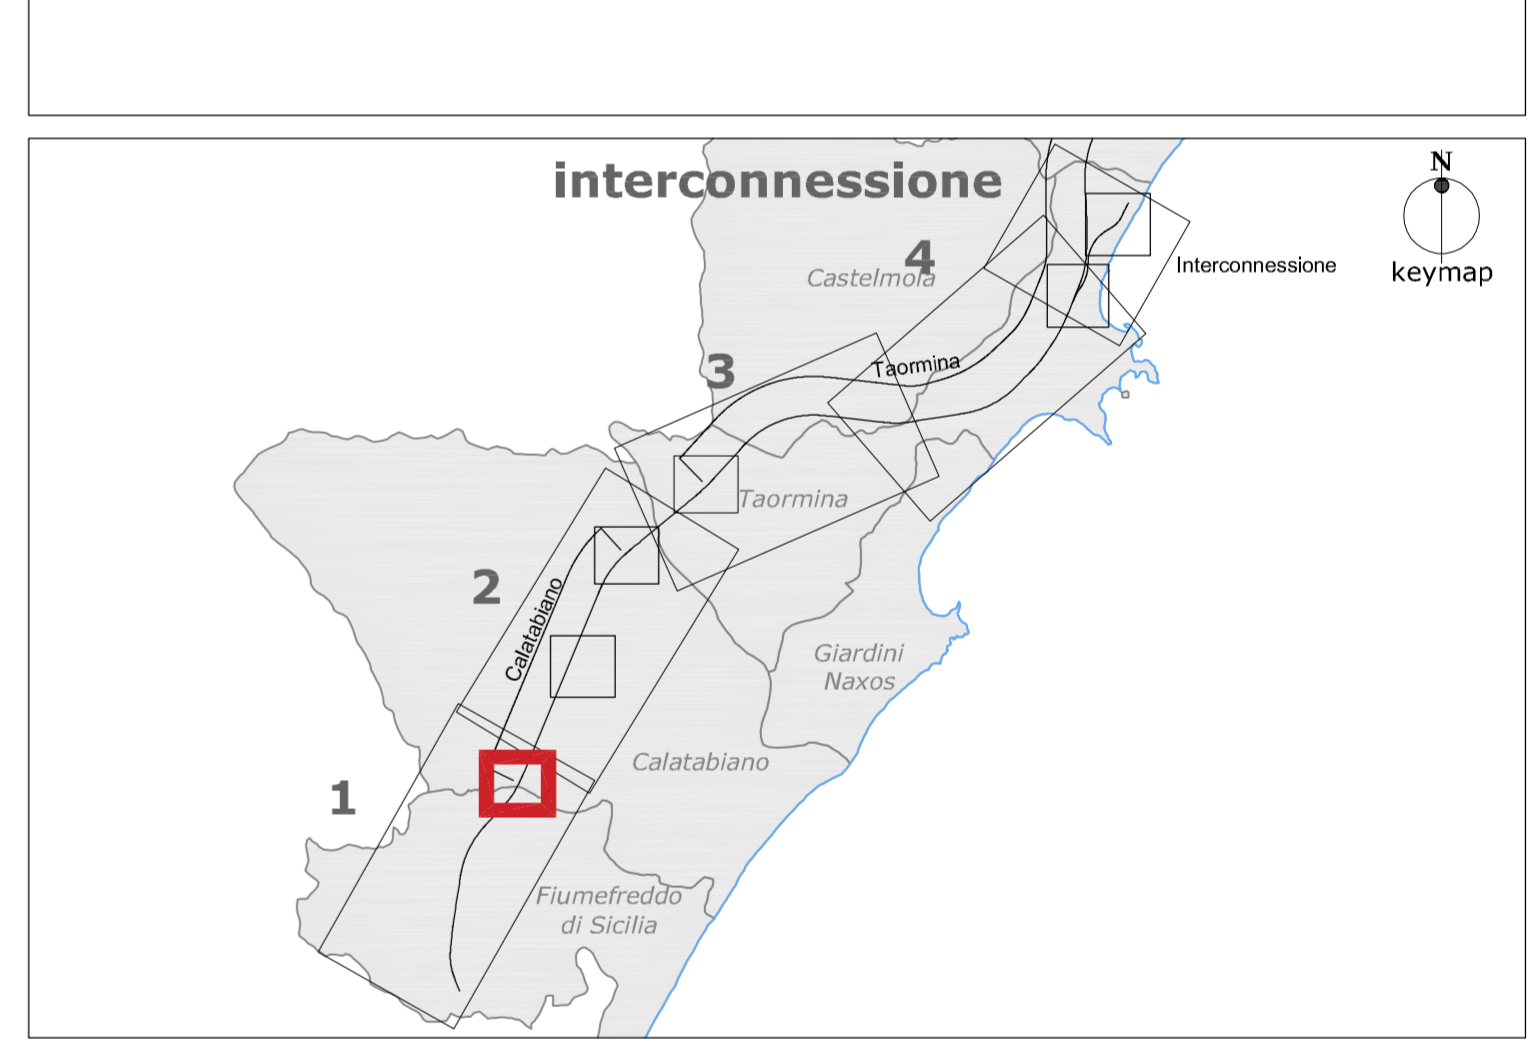 interconnessione
N
keymap
4
Castelmola
Interconnessione
3
Taormina
Taormina
2
Calatabiano
Giardini
Naxos
Calatabiano
1
Fiumefreddo
di Sicilia